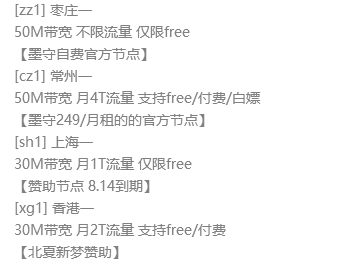 [zz1] 枣庄一
50M带宽 不限流量 仅限free
【墨守自费官方节点】
[cz1] 常州一
50M带宽 月4T流量 支持free/付费/白嫖
【墨守249/月租的的官方节点】
[sh1] 上海一
30M带宽 月1T流量 仅限free
【赞助节点 8.14到期】
[xg1] 香港一
30M带宽 月2T流量 支持free/付费
【北夏新梦赞助】